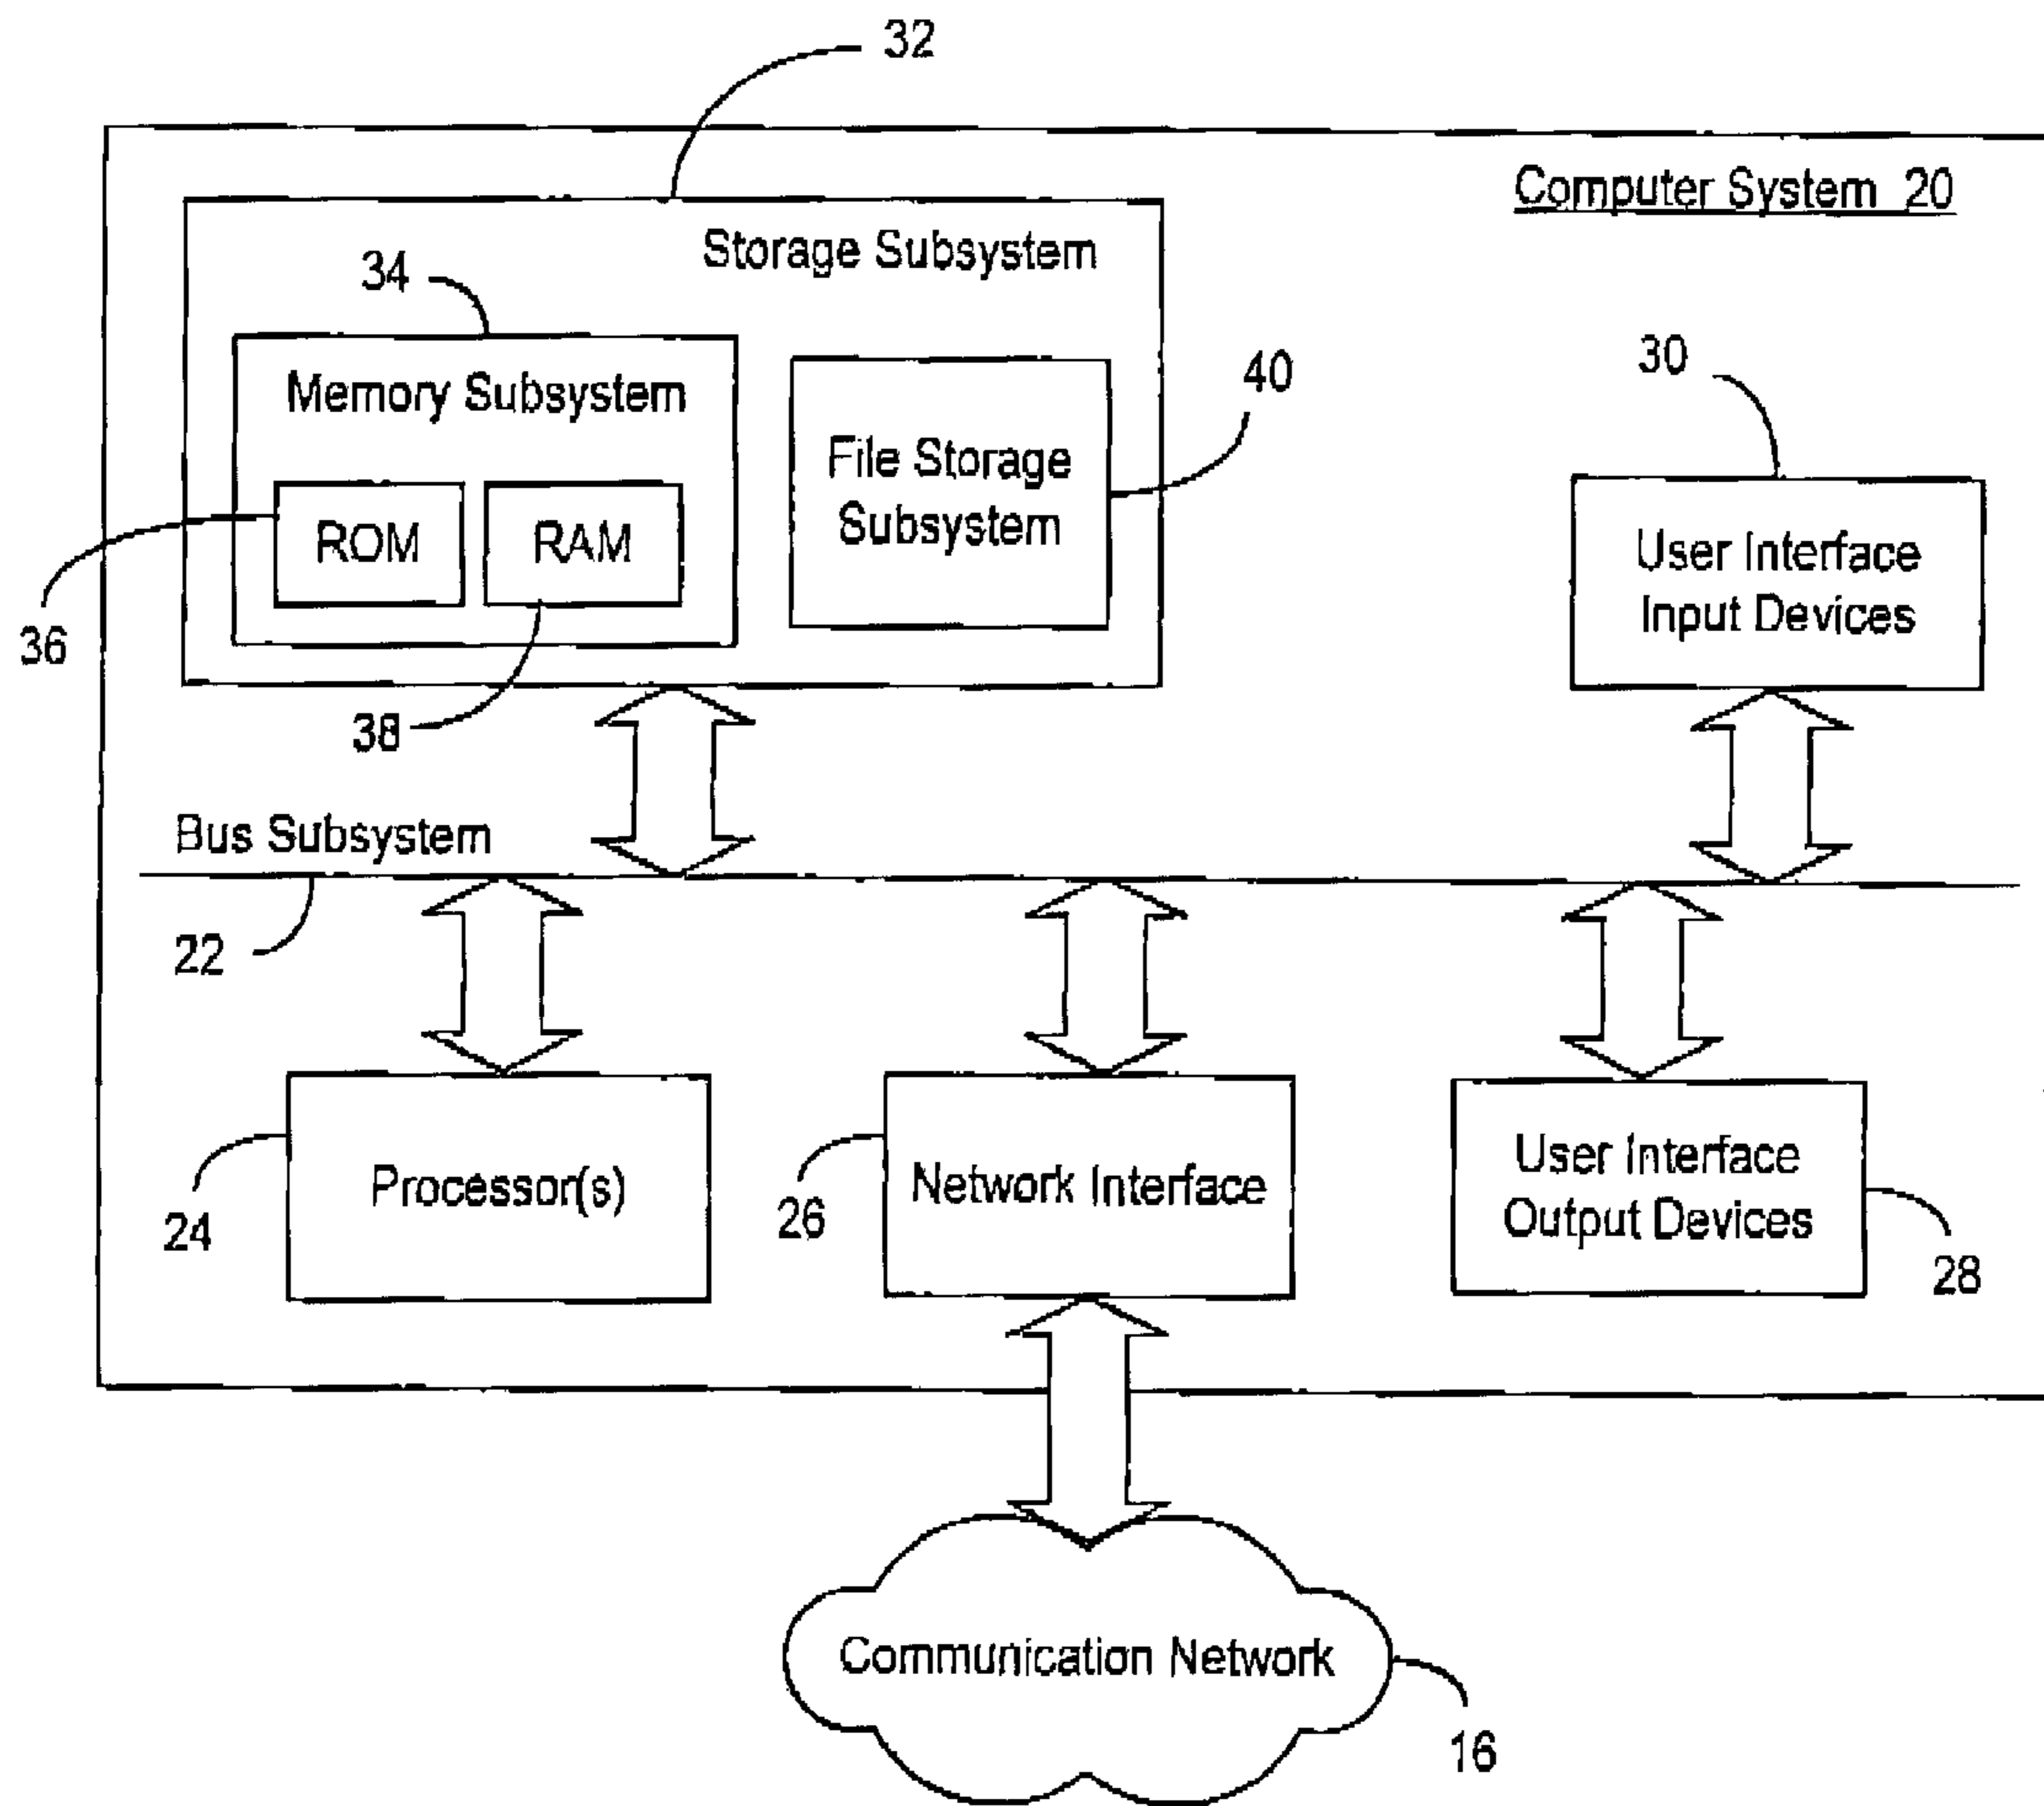 32
Computer System 20
Storage Subsystem
34
Memory Subsystem
40
30
File Storage
Subsystem
ROM
RAM
User Interface
Input Devices
36
38
Bus Subsystem
22
Processor(s)
24
Network Interface
26
User Interface
Output Devices
28
Communication Network
16